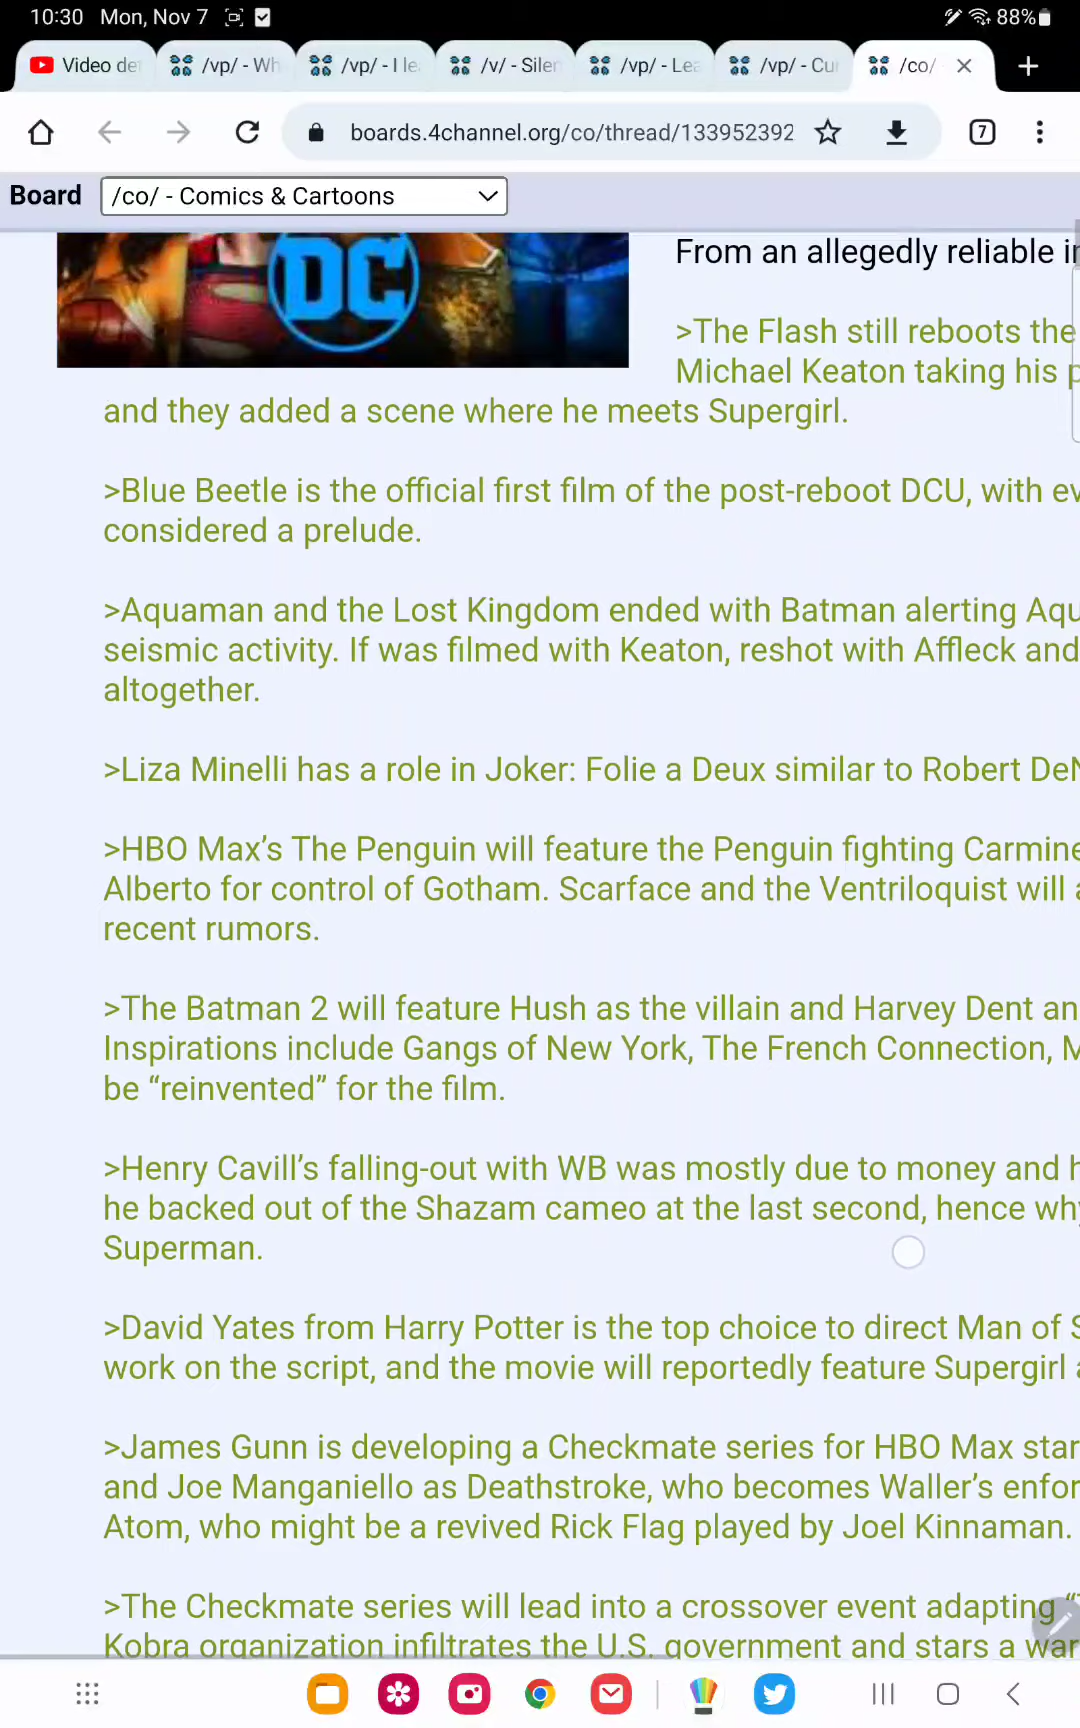 10:30 Mon, Nov 7 88%
Video de /vp/ - Wh /vp/ - I le /v/ - Siler /vp/ - Lea /vp/ - Cur /co/
boards.4channel.org/co/thread/133952392 7
Board /co/ - Comics & Cartoons
DC
From an allegedly reliable
>The Flash still reboots the
Michael Keaton taking his
and they added a scene where he meets Supergirl.
>Blue Beetle is the official first film of the post-reboot DCU, with
considered a prelude.
>Aquaman and the Lost Kingdom ended with Batman alerting Aqu
seismic activity. If was filmed with Keaton, reshot with Affleck and
altogether.
>Liza Minelli has a role in Joker: Folie a Deux similar to Robert De
>HBO Max’s The Penguin will feature the Penguin fighting Carmine
Alberto for control of Gotham. Scarface and the Ventriloquist will
recent rumors.
>The Batman 2 will feature Hush as the villain and Harvey Dent an
Inspirations include Gangs of New York, The French Connection,
be “reinvented” for the film.
>Henry Cavill’s falling-out with WB was mostly due to money and
he backed out of the Shazam cameo at the last second, hence why
Superman.
>David Yates from Harry Potter is the top choice to direct Man of
work on the script, and the movie will reportedly feature Supergirl
>James Gunn is developing a Checkmate series for HBO Max star
and Joe Manganiello as Deathstroke, who becomes Waller’s enfor
Atom, who might be a revived Rick Flag played by Joel Kinnaman.
>The Checkmate series will lead into a crossover event adapting
Kobra organization infiltrates the U.S. government and stars a war